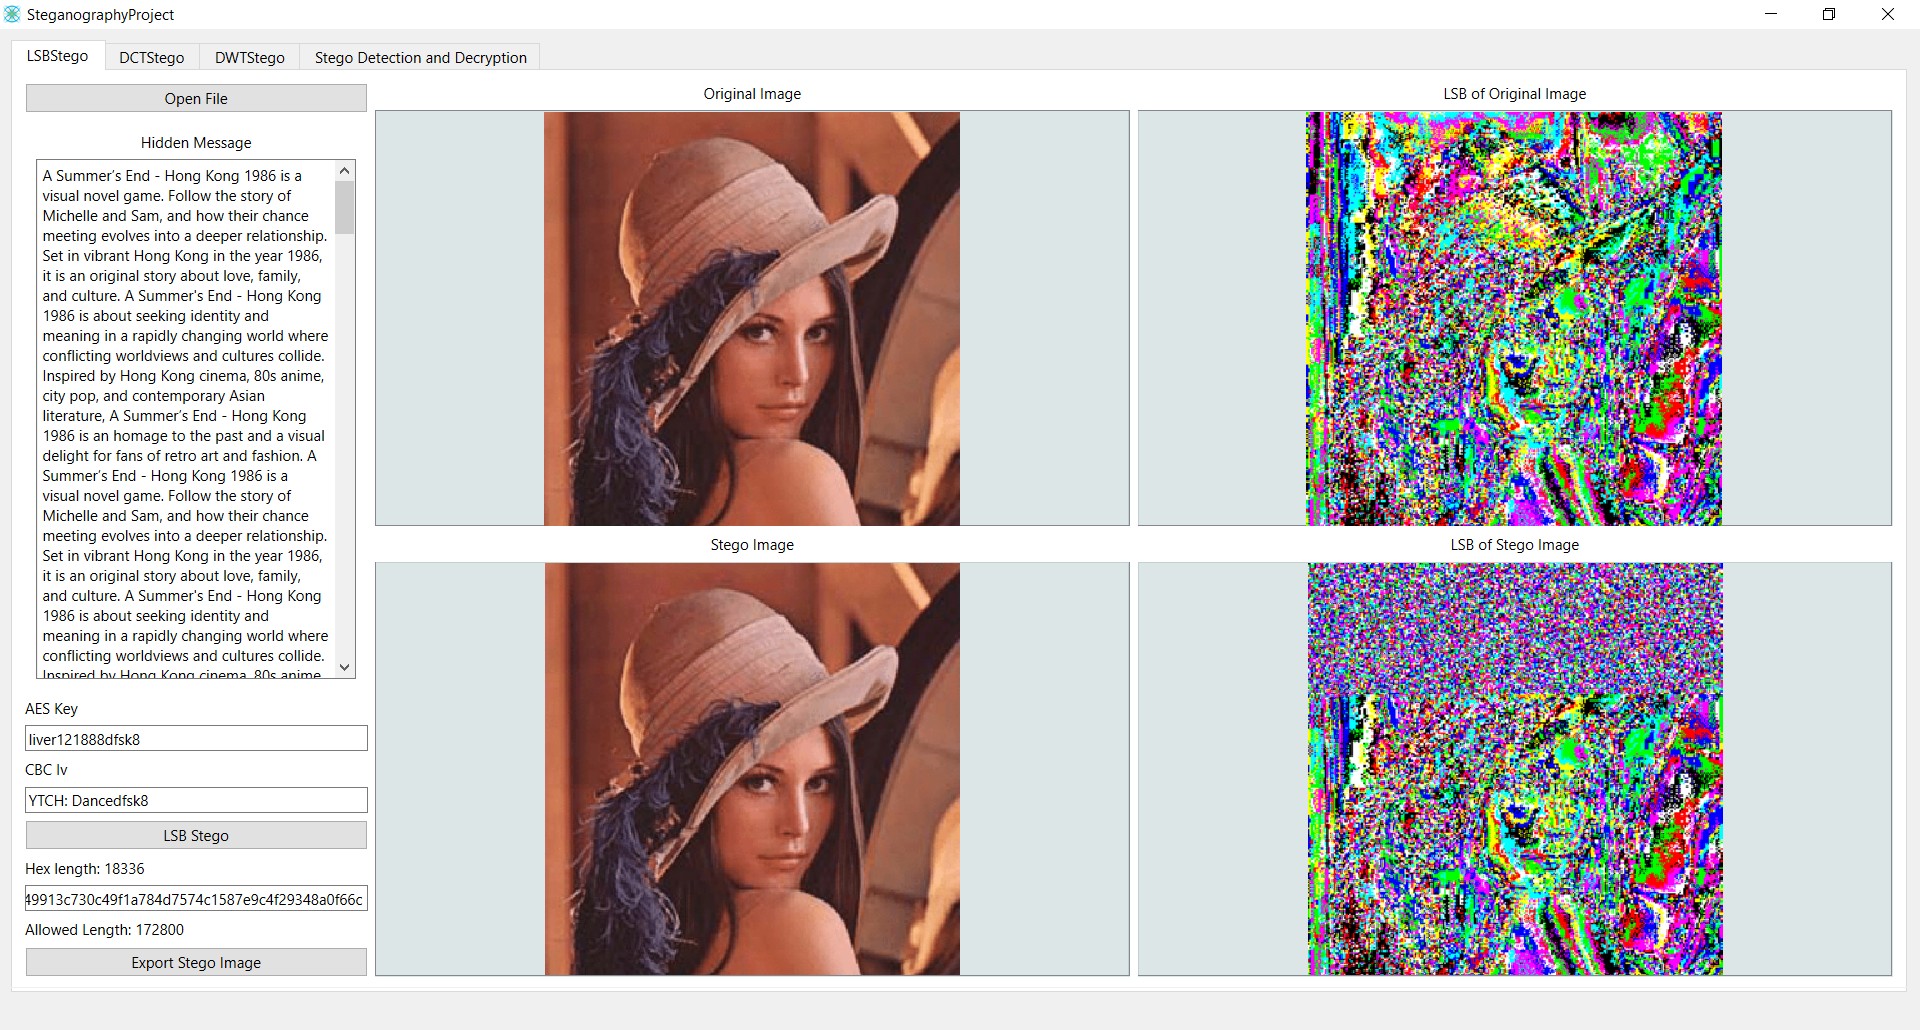 SteganographyProject
LSBStego
DCTStego
DWTStego
Stego Detection and Decryption
Open File
Hidden Message
A Summer’s End - Hong Kong 1986 is a
visual novel game. Follow the story of
Michelle and Sam, and how their chance
meeting evolves into a deeper relationship.
Set in vibrant Hong Kong in the year 1986,
it is an original story about love, family,
and culture. A Summer's End - Hong Kong
1986 is about seeking identity and
meaning in a rapidly changing world where
conflicting worldviews and cultures collide.
Inspired by Hong Kong cinema, 80s anime,
city pop, and contemporary Asian
literature, A Summer’s End - Hong Kong
1986 is an homage to the past and a visual
delight for fans of retro art and fashion. A
Summer’s End - Hong Kong 1986 is a
visual novel game. Follow the story of
Michelle and Sam, and how their chance
meeting evolves into a deeper relationship.
Set in vibrant Hong Kong in the year 1986,
it is an original story about love, family,
and culture. A Summer's End - Hong Kong
1986 is about seeking identity and
meaning in a rapidly changing world where
conflicting worldviews and cultures collide.
Inspired by Hong Kong cinema, 80s anime,
AES Key
liver121888dfsk8
CBC Iv
YTCH: Dancedfsk8
LSB Stego
Hex length: 18336
49913c730c49f1a784d7574c1587e9c4f29348a0f66c
Allowed Length: 172800
Export Stego Image
Original Image
LSB of Original Image
Stego Image
LSB of Stego Image